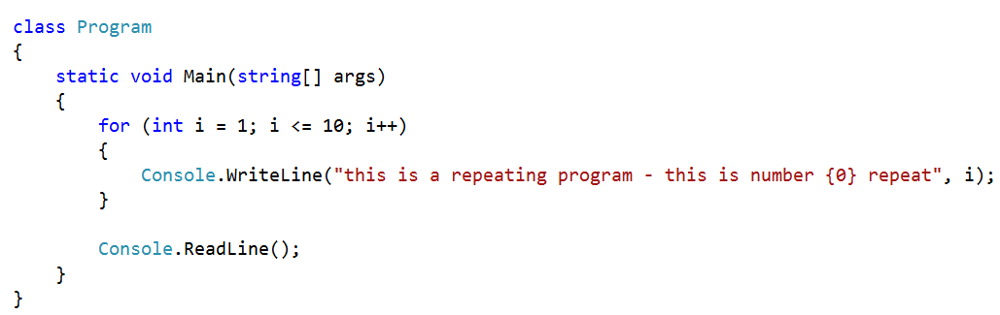 class Program
{
    static void Main(string[] args)
    {
        for (int i = 1; i <= 10; i++)
        {
            Console.WriteLine("this is a repeating program - this is number {0} repeat", i);
        }

        Console.ReadLine();
    }
}